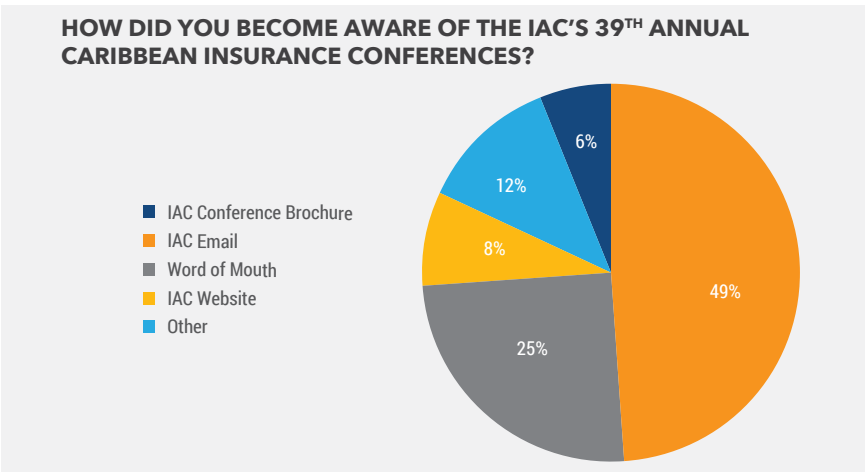 HOW DID YOU BECOME AWARE OF THE IAC'S 39TH ANNUAL
CARIBBEAN INSURANCE CONFERENCES?
6%
12%
IAC Conference Brochure
IAC Email
8%
Word of Mouth
49%
IAC Website
Other
25%